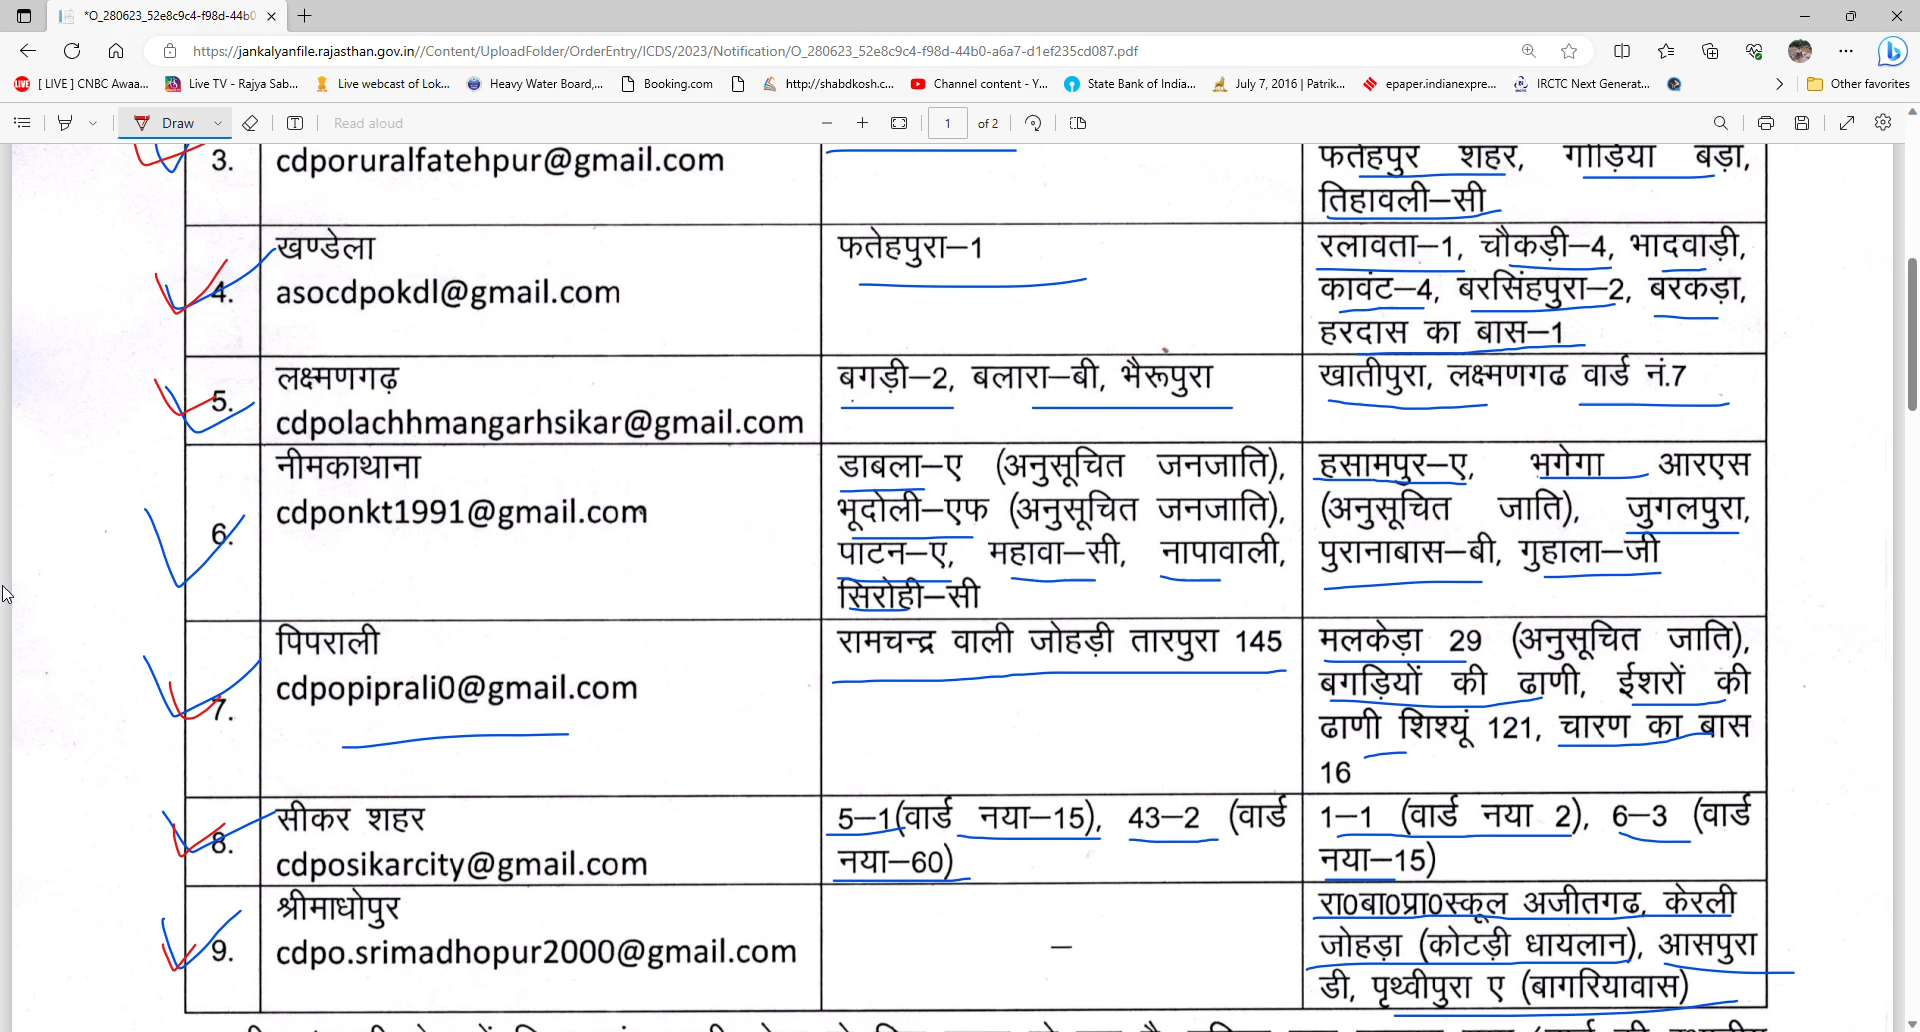 *O_280623_52e8c9c4-f98d-44b0
https://jankalyanfile.rajasthan.gov.in//Content/UploadFolder/OrderEntry/ICDS/2023/Notification/O_280623_52e8c9c4-f98d-44b0-a6a7-d1ef235cd087.pdf
LIVE [ LIVE ] CNBC Awaa... Live TV - Rajya Sab... Live webcast of Lok... Heavy Water Board,... Booking.com http://shabdkosh.c... Channel content - Y... State Bank of India... July 7, 2016 | Patrik... epaper.indianexpre... IRCTC Next Generat... Other favorites
Draw Read aloud 1 of 2
3. cdporuralfatehpur@gmail.com फतेहपुर शहर, गोड़िया बड़ा,
तिहावली–सी
खण्डेला फतेहपुरा–1 रलावता–1, चौकड़ी–4, भादवाड़ी,
4. asocdpokdl@gmail.com कावंट–4, बरसिंहपुरा–2, बरकड़ा,
हरदास का बास–1
लक्ष्मणगढ़ बगड़ी–2, बलारा–बी, भैरूपुरा खातीपुरा, लक्ष्मणगढ वार्ड नं.7
5. cdpolachhmangarhsikar@gmail.com
नीमकाथाना डाबला–ए (अनुसूचित जनजाति), हसामपुर–ए, भगेगा आरएस
6. cdponkt1991@gmail.com भूदोली–एफ (अनुसूचित जनजाति), (अनुसूचित जाति), जुगलपुरा,
पाटन–ए, महावा–सी, नापावाली, पुरानाबास–बी, गुहाला–जी
सिरोही–सी
पिपराली रामचन्द्र वाली जोहड़ी तारपुरा 145 मलकेड़ा 29 (अनुसूचित जाति),
7. cdpopiprali0@gmail.com बगड़ियों की ढाणी, ईशरों की
ढाणी शिश्यूं 121, चारण का बास
16
सीकर शहर 5–1(वार्ड नया–15), 43–2 (वार्ड 1–1 (वार्ड नया 2), 6–3 (वार्ड
8. cdposikarcity@gmail.com नया–60) नया–15)
श्रीमाधोपुर रा0बा0प्रा0स्कूल अजीतगढ, केरली
9. cdpo.srimadhopur2000@gmail.com – जोहड़ा (कोटड़ी धायलान), आसपुरा
डी, पृथ्वीपुरा ए (बागरियावास)